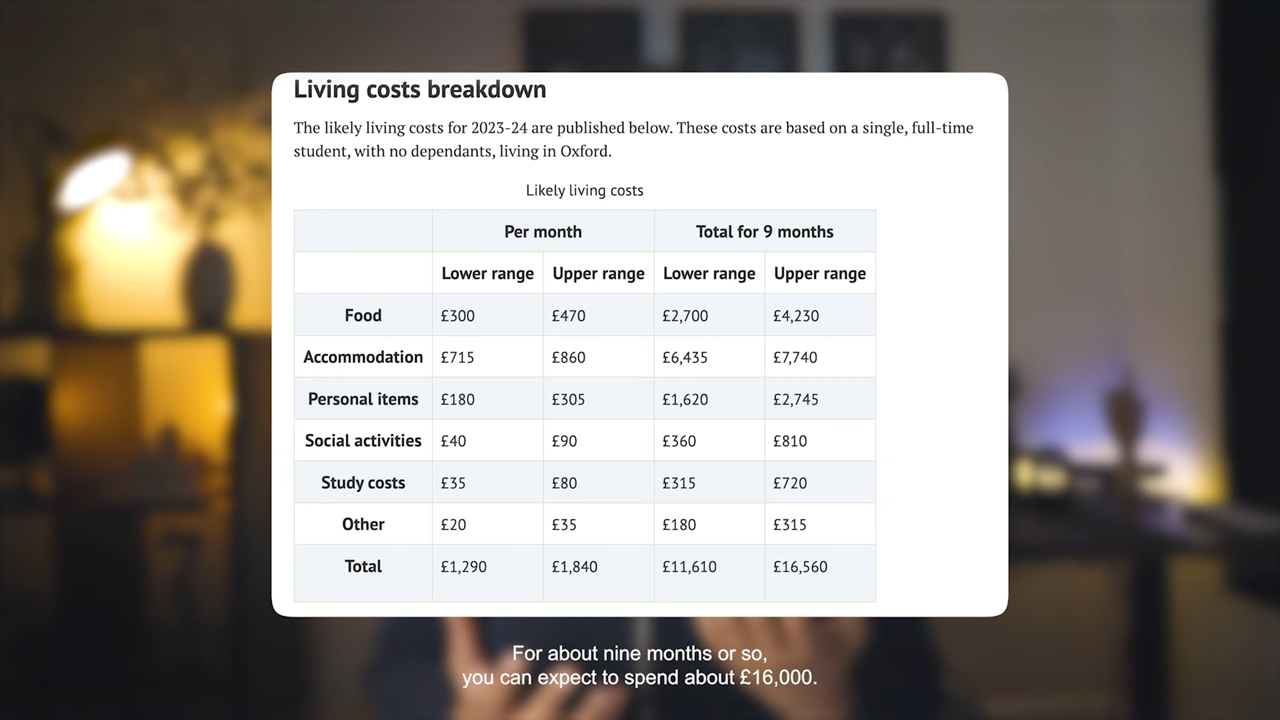 Living costs breakdown
The likely living costs for 2023-24 are published below. These costs are based on a single, full-time
student, with no dependants, living in Oxford.
Likely living costs
Per month Total for 9 months
Lower range Upper range Lower range Upper range
Food £300 £470 £2,700 £4,230
Accommodation £715 £860 £6,435 £7,740
Personal items £180 £305 £1,620 £2,745
Social activities £40 £90 £360 £810
Study costs £35 £80 £315 £720
Other £20 £35 £180 £315
Total £1,290 £1,840 £11,610 £16,560
For about nine months or so,
you can expect to spend about £16,000.